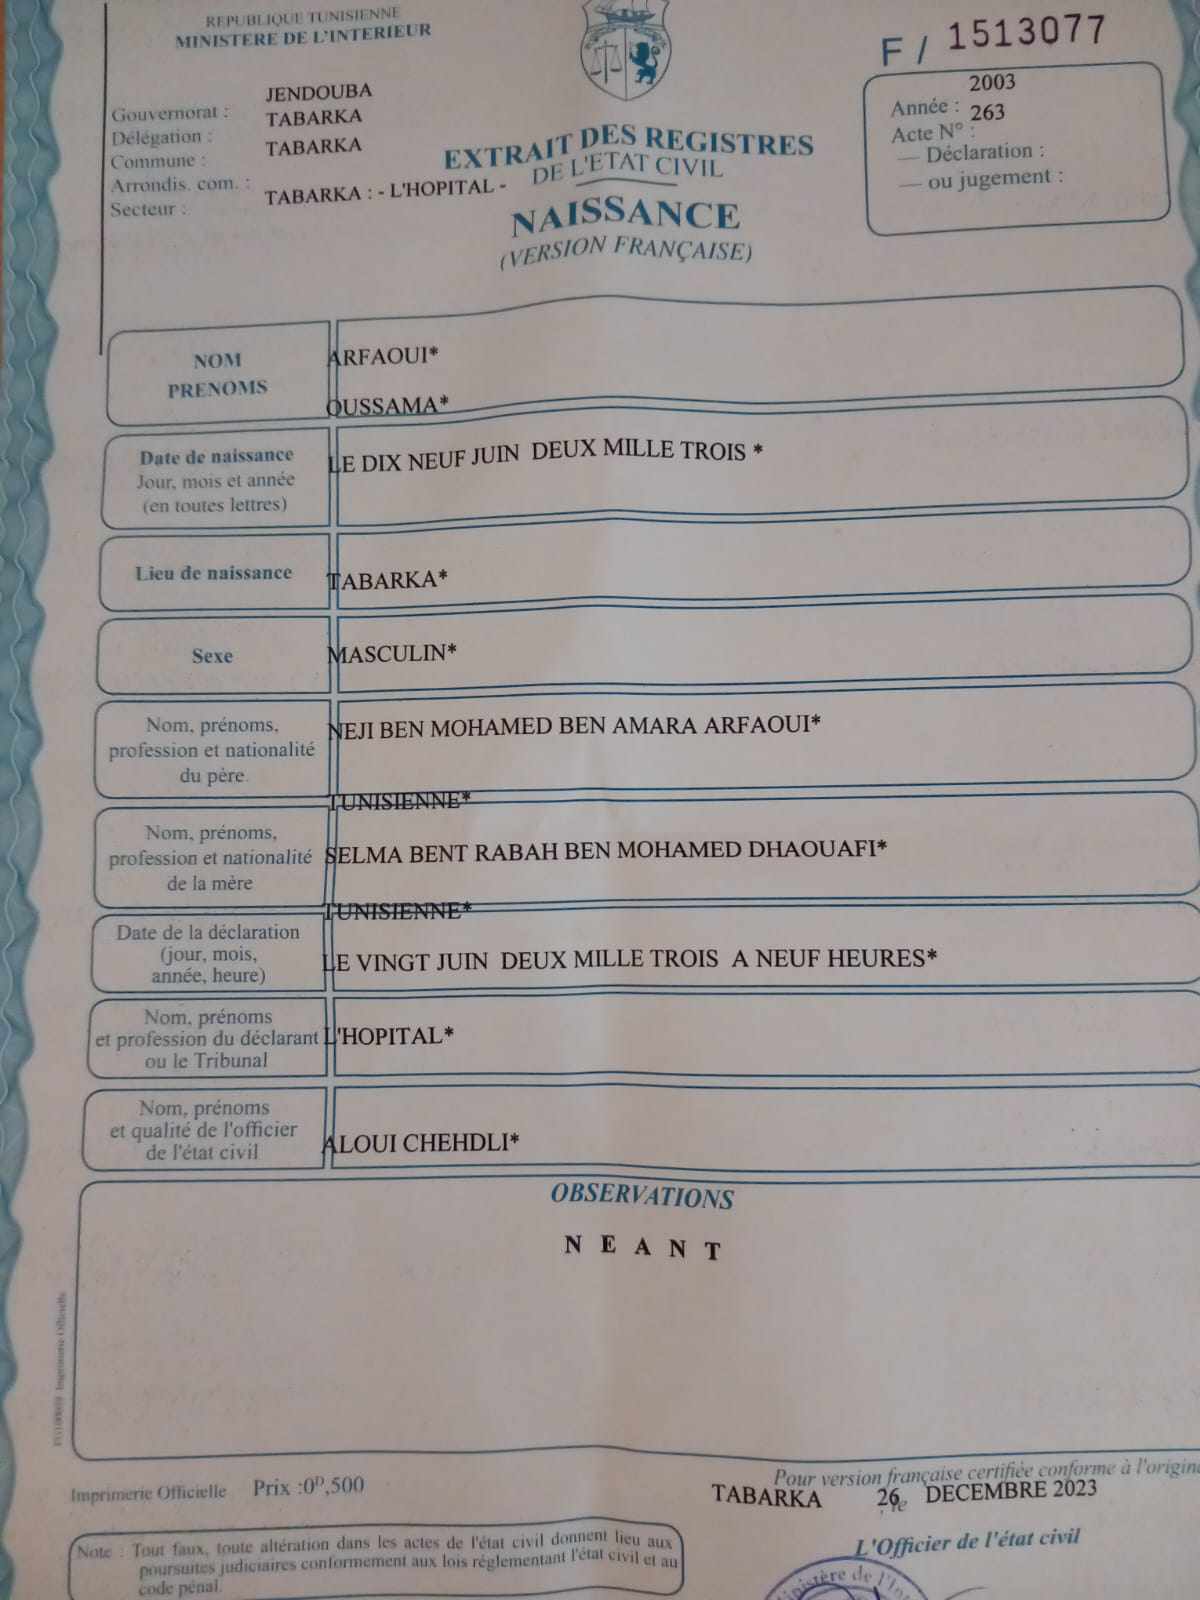 REPUBLIQUE TUNISIENNE
MINISTERE DE L'INTERIEUR
F / 1513077
Gouvernorat : JENDOUBA
Délégation : TABARKA
Commune : TABARKA
Arrondis. com. :
Secteur : TABARKA : - L'HOPITAL -
EXTRAIT DES REGISTRES
DE L'ETAT CIVIL
NAISSANCE
(VERSION FRANÇAISE)
Année : 2003
Acte N° : 263
— Déclaration :
— ou jugement :
NOM
PRENOMS
ARFAOUI*
OUSSAMA*
Date de naissance
Jour, mois et année
(en toutes lettres)
LE DIX NEUF JUIN DEUX MILLE TROIS *
Lieu de naissance
TABARKA*
Sexe
MASCULIN*
Nom, prénoms,
profession et nationalité
du père
NEJI BEN MOHAMED BEN AMARA ARFAOUI*
TUNISIENNE*
Nom, prénoms,
profession et nationalité
de la mère
SELMA BENT RABAH BEN MOHAMED DHAOUAFI*
TUNISIENNE*
Date de la déclaration
(jour, mois,
année, heure)
LE VINGT JUIN DEUX MILLE TROIS A NEUF HEURES*
Nom, prénoms
et profession du déclarant
ou le Tribunal
L'HOPITAL*
Nom, prénoms
et qualité de l'officier
de l'état civil
ALOUI CHEHDLI*
OBSERVATIONS
N E A N T
Imprimerie Officielle
Imprimerie Officielle Prix :0D,500
Pour version française certifiée conforme à l'origina
TABARKA , le 26 DECEMBRE 2023
L'Officier de l'état civil
Note : Tout faux, toute altération dans les actes de l'état civil donnent lieu aux
poursuites judiciaires conformement aux lois réglementant l'état civil et au
code pénal.
Ministère de l'Int